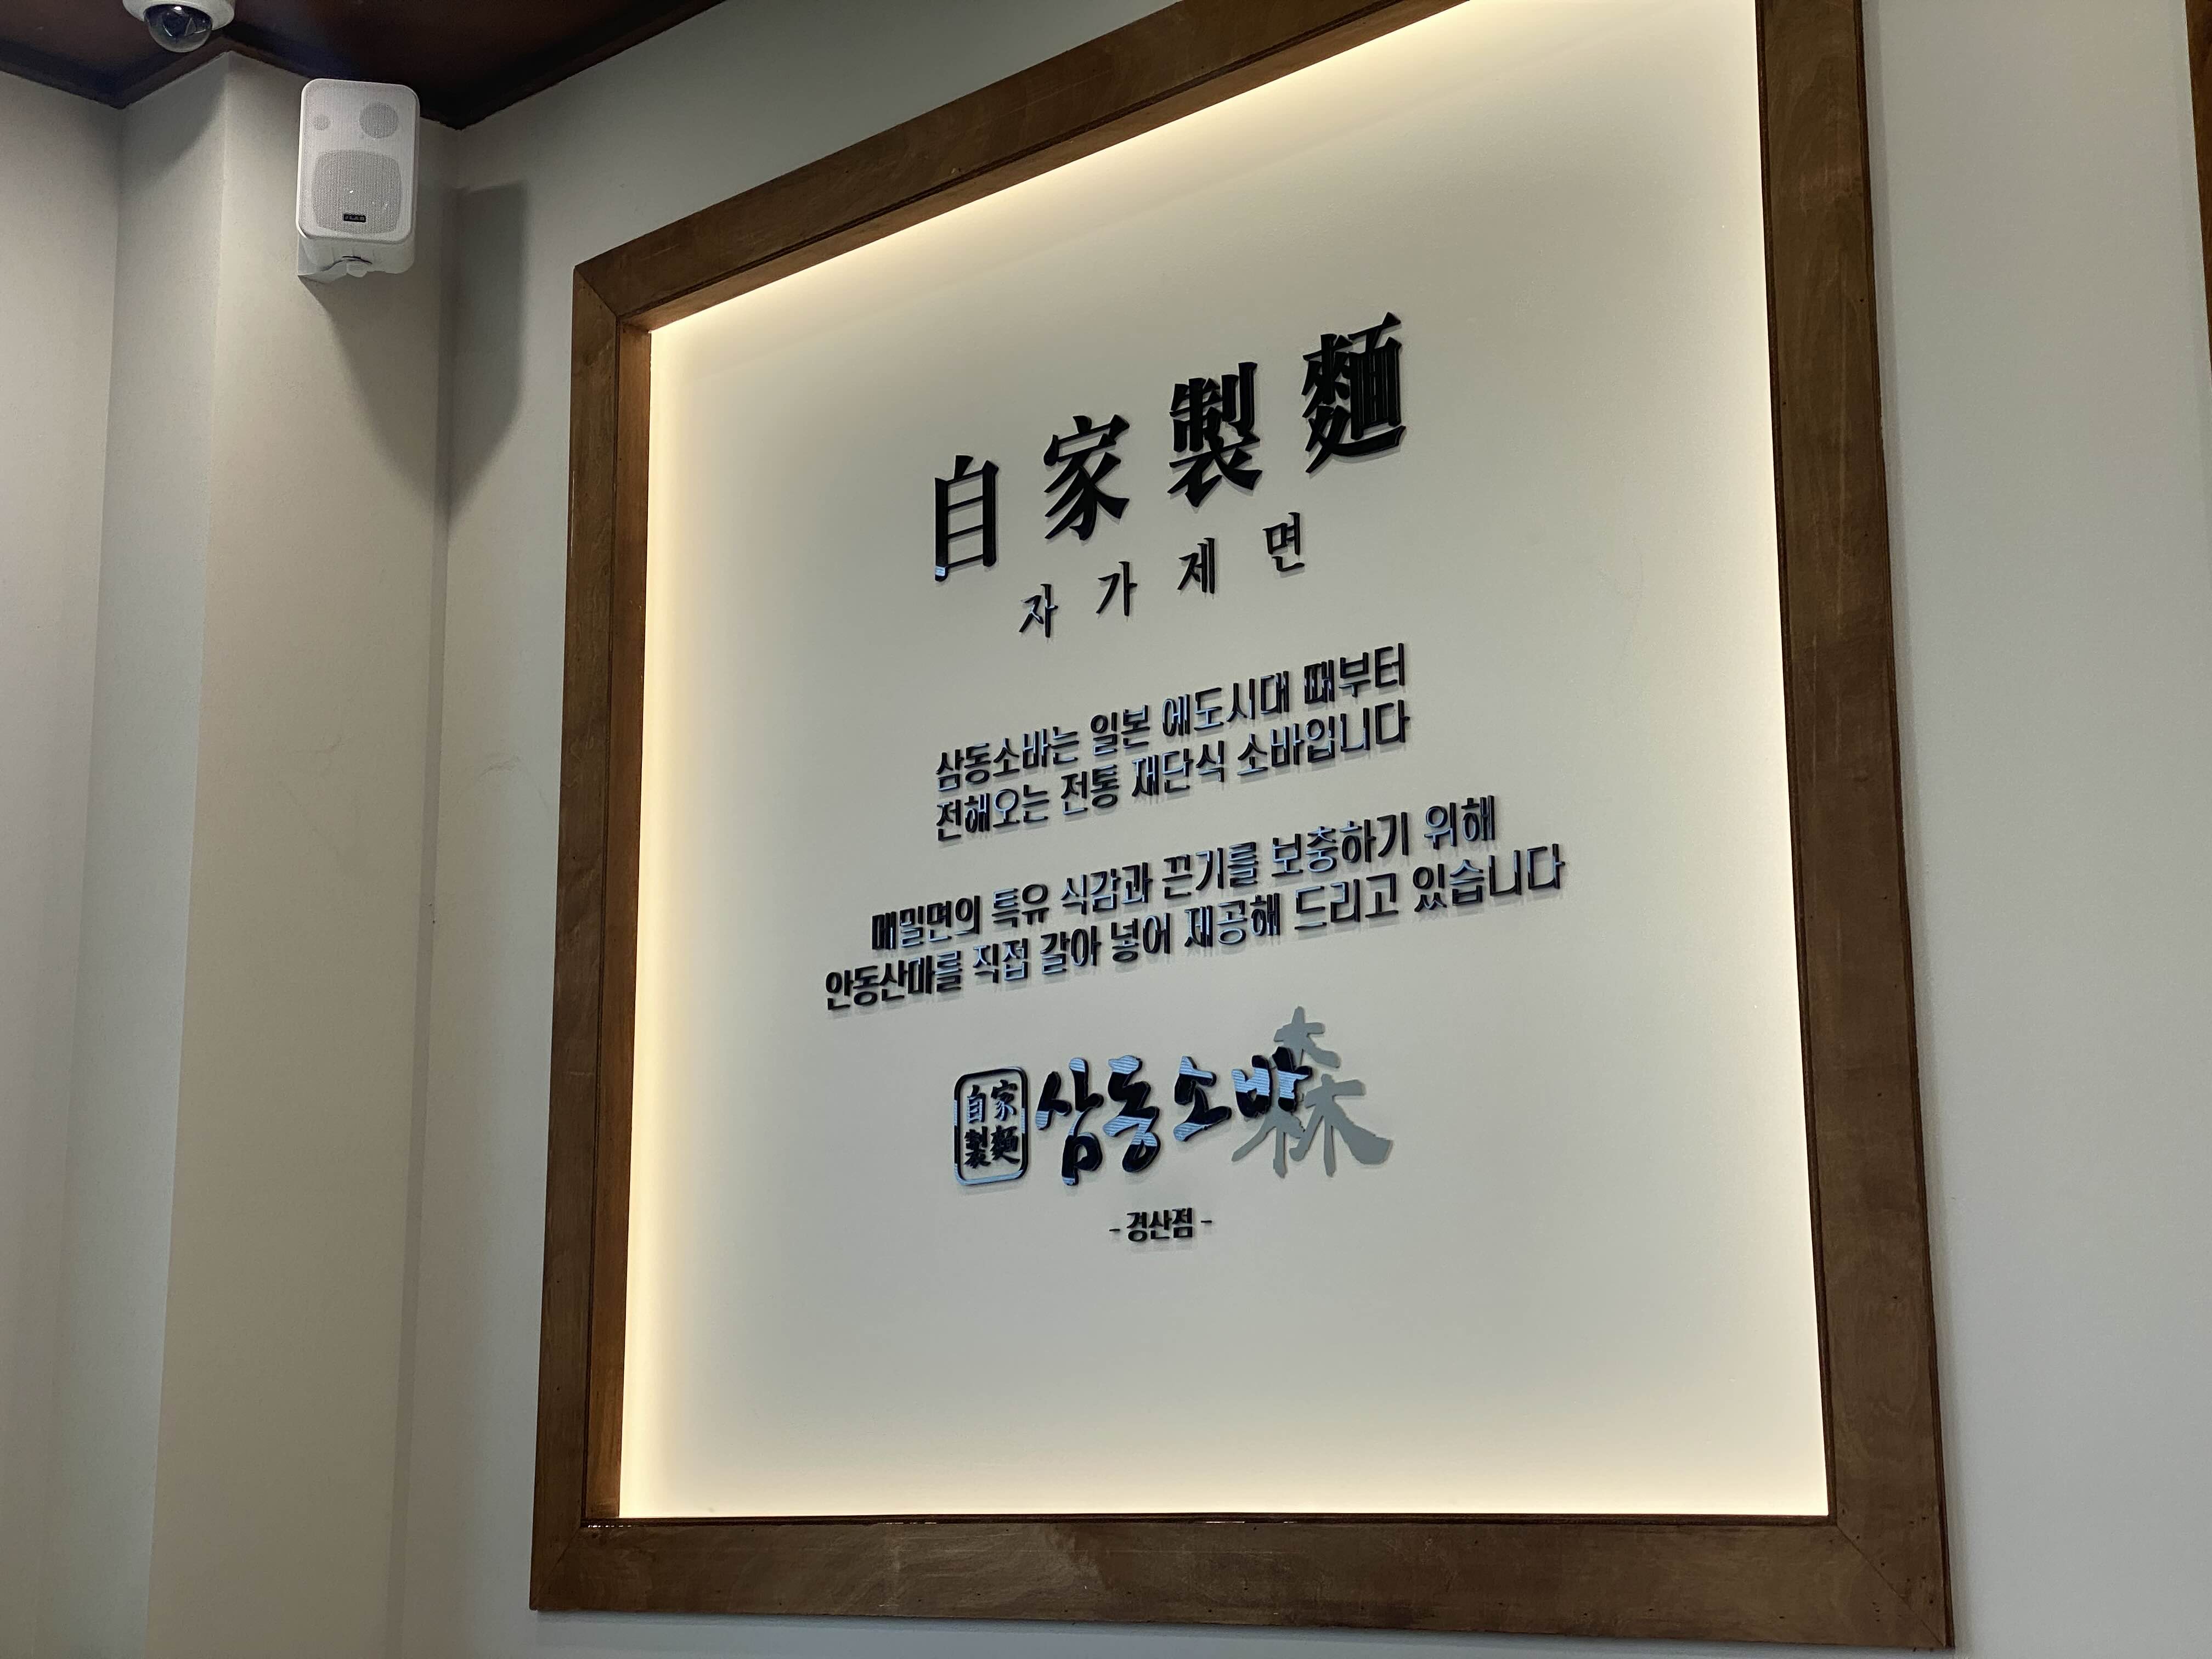 自家製麵
자가제면
삼동소바는 일본 에도시대 때부터
전해오는 전통 재단식 소바입니다
메밀면의 특유 식감과 끈기를 보충하기 위해
안동산마를 직접 갈아 넣어 제공해 드리고 있습니다
自家
製麵
삼동소바
森
- 경산점 -